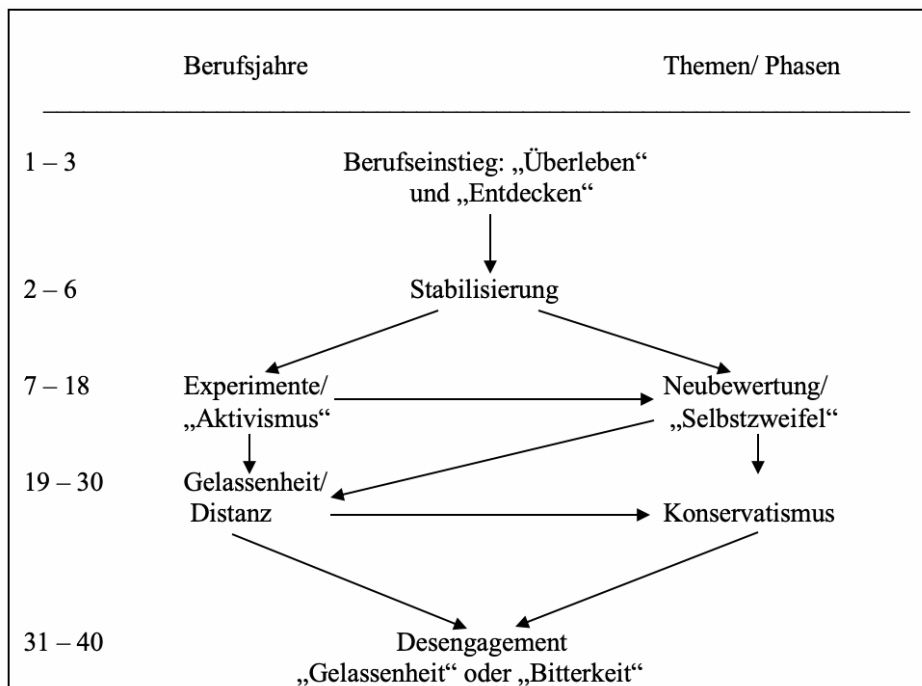 Berufsjahre Themen/ Phasen
1 – 3 Berufseinstieg: „Überleben“
und „Entdecken“
2 – 6 Stabilisierung
7 – 18 Experimente/ Neubewertung/
„Aktivismus“ „Selbstzweifel“
19 – 30 Gelassenheit/
Distanz Konservatismus
31 – 40 Desengagement
„Gelassenheit“ oder „Bitterkeit“